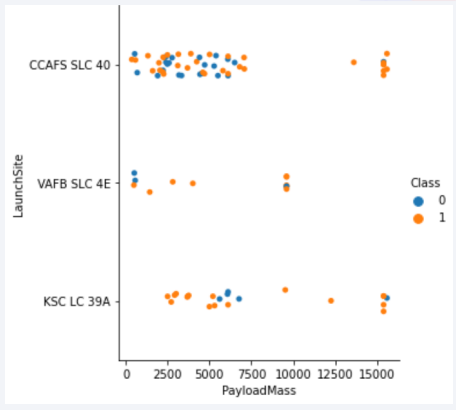 CCAFS SLC 40
VAFB SLC 4E
KSC LC 39A
LaunchSite
0 2500 5000 7500 10000 12500 15000
PayloadMass
Class
0
1